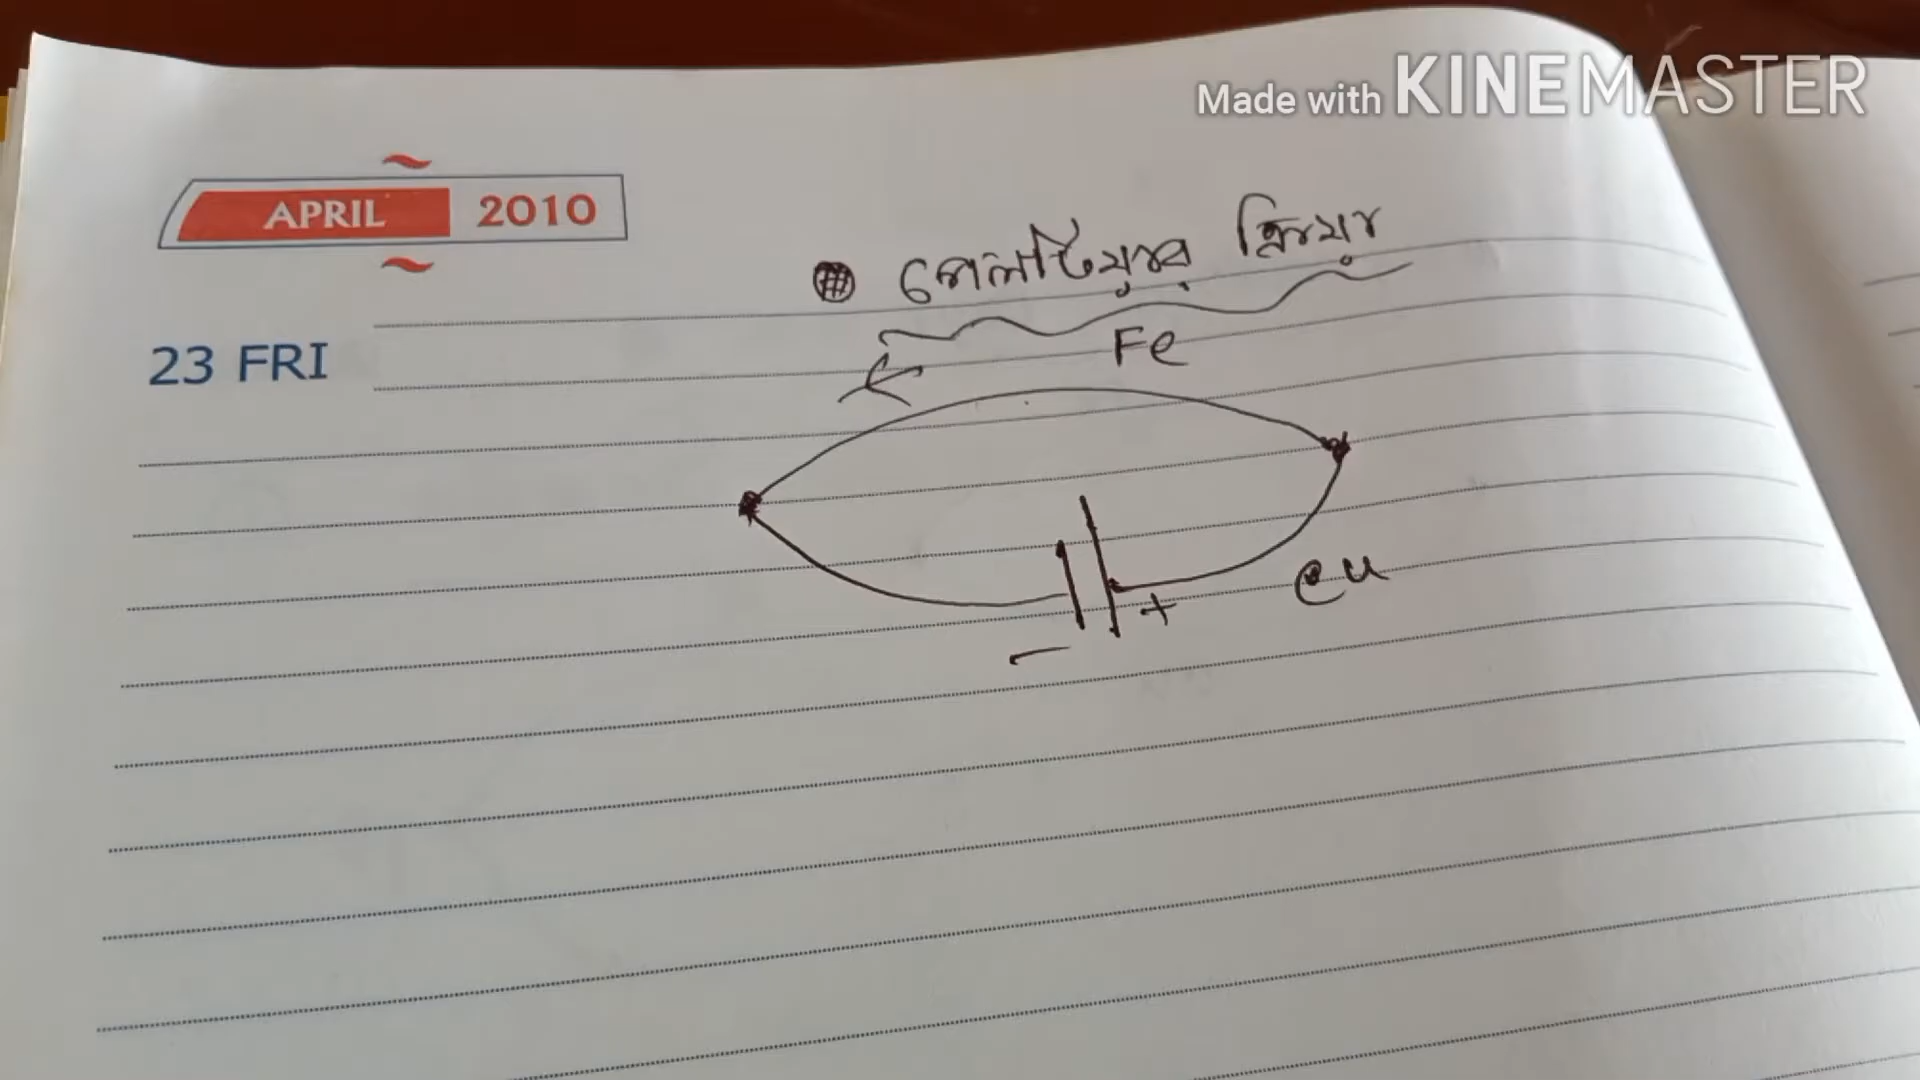 Made with KINEMASTER
APRIL 2010
পেলটিয়ার ক্রিয়া
23 FRI
Fe
Cu
+
−